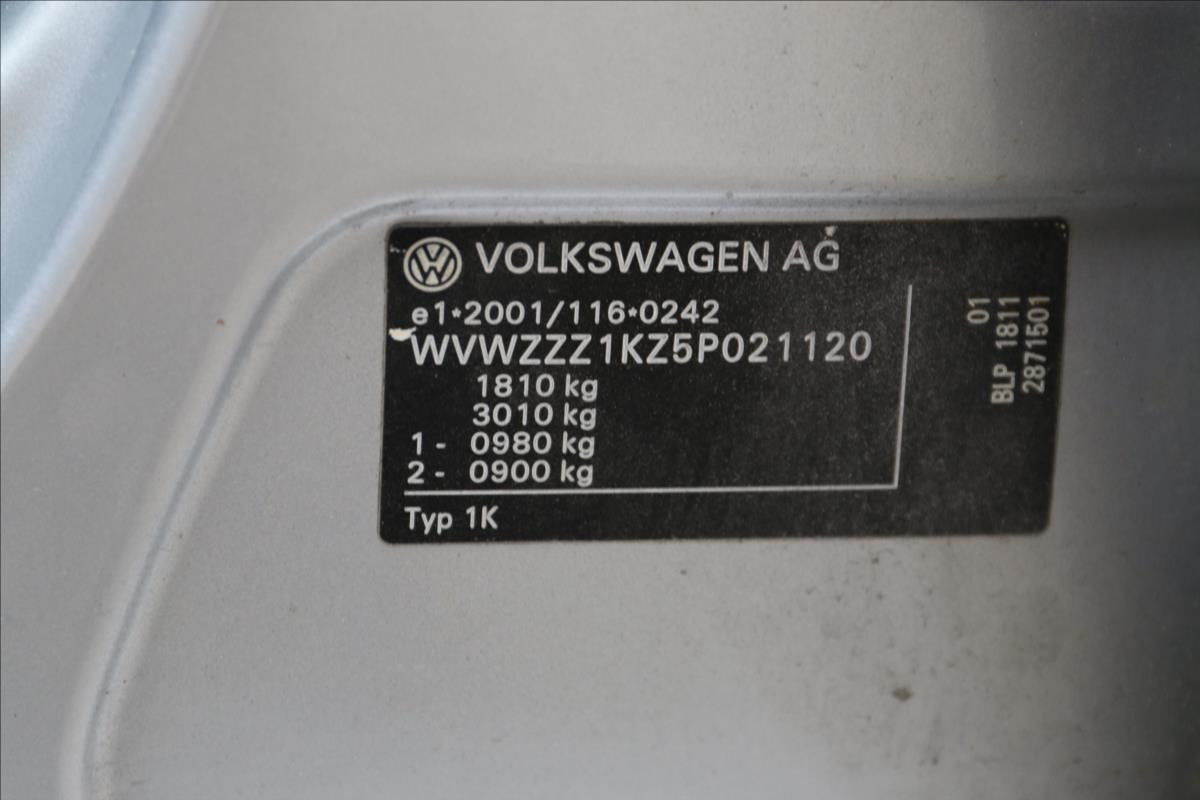 VOLKSWAGEN AG
e1*2001/116*0242
WVWZZZ1KZ5P021120
1810 kg
3010 kg
1- 0980 kg
2- 0900 kg
Typ 1K
01
BLP 1811
2871501